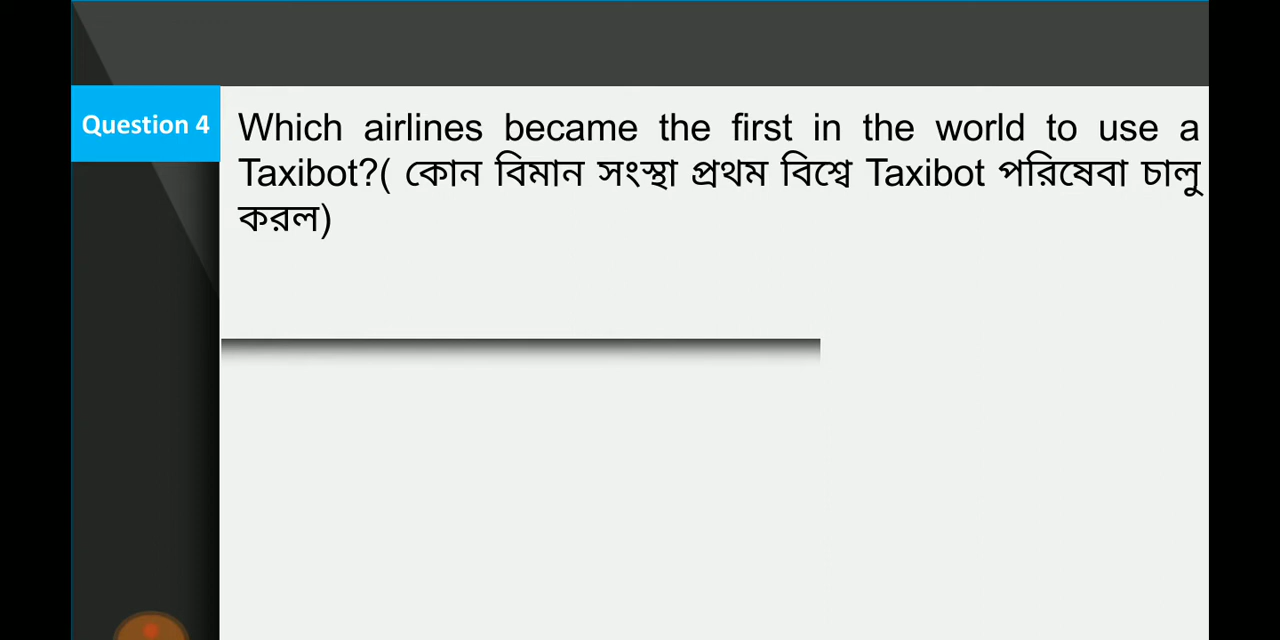 Question 4
Which airlines became the first in the world to use a
Taxibot?( কোন বিমান সংস্থা প্রথম বিশ্বে Taxibot পরিষেবা চালু
করল)